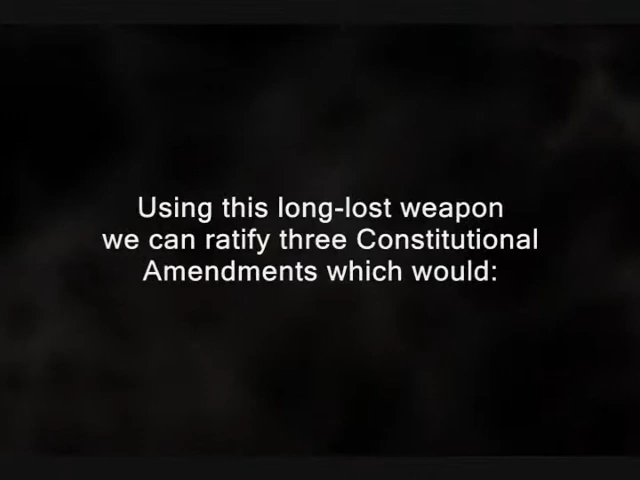 Using this long-lost weapon
we can ratify three Constitutional
Amendments which would: